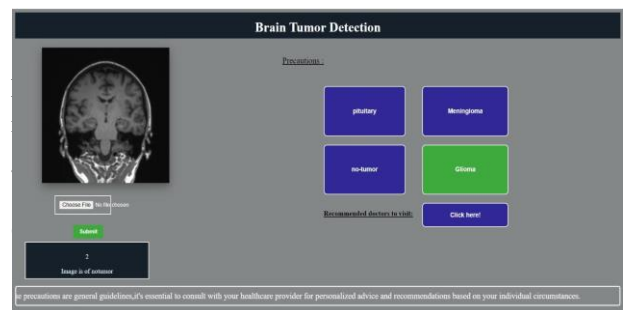 Brain Tumor Detection
Precautions :
pituitary
Meningioma
no-tumor
Glioma
Choose File No file chosen
Submit
Recommended doctors to visit:
Click here!
2
Image is of notumor
precautions are general guidelines,it's essential to consult with your healthcare provider for personalized advice and recommendations based on your individual circumstances.